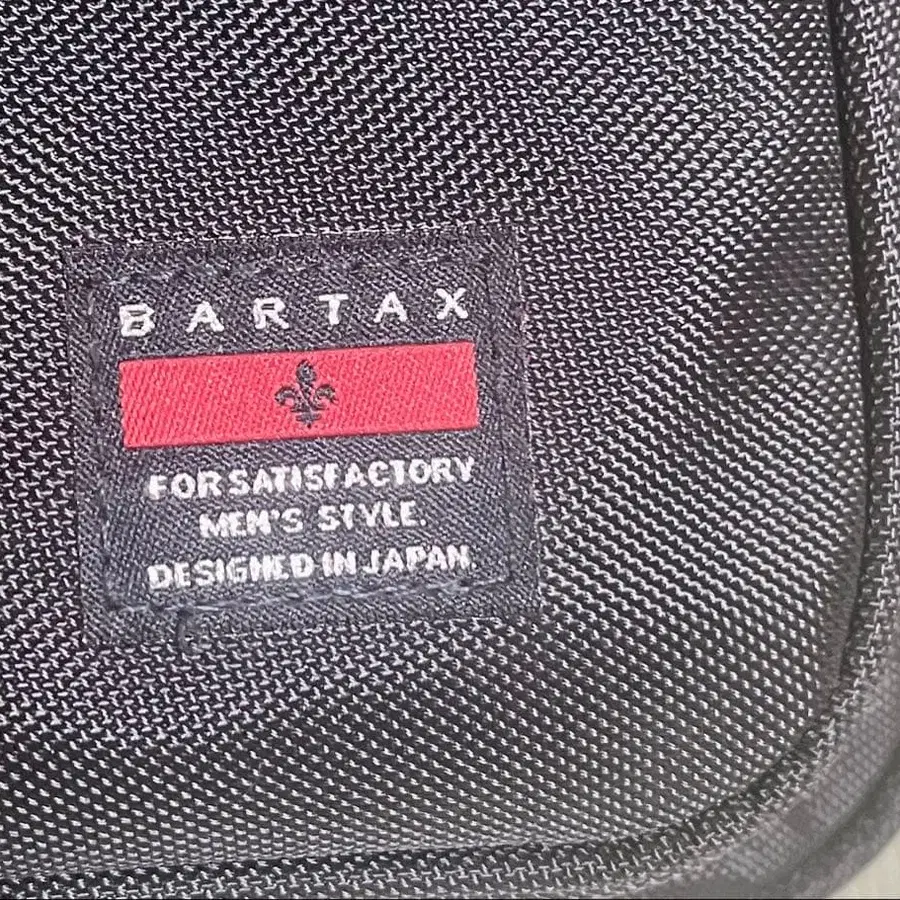 BARTAX
FOR SATISFACTORY
MEN'S STYLE.
DESIGNED IN JAPAN.